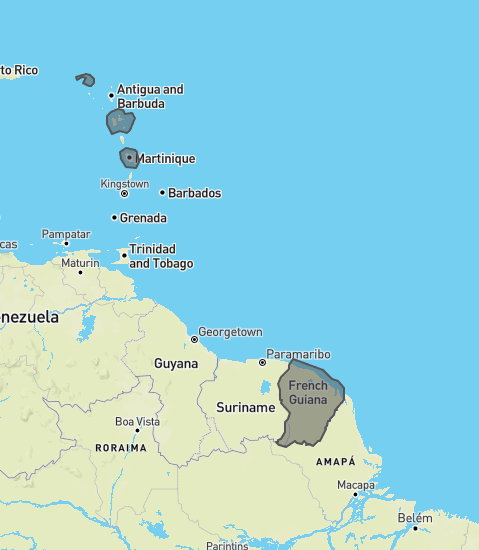 to Rico
Antigua and
Barbuda
Martinique
Kingstown
Barbados
Grenada
Pampatar
cas
Trinidad
and Tobago
Maturin
nezuela
Georgetown
Paramaribo
Guyana
French
Guiana
Suriname
Boa Vista
RORAIMA
AMAPÁ
Macapa
Belém
Parintins